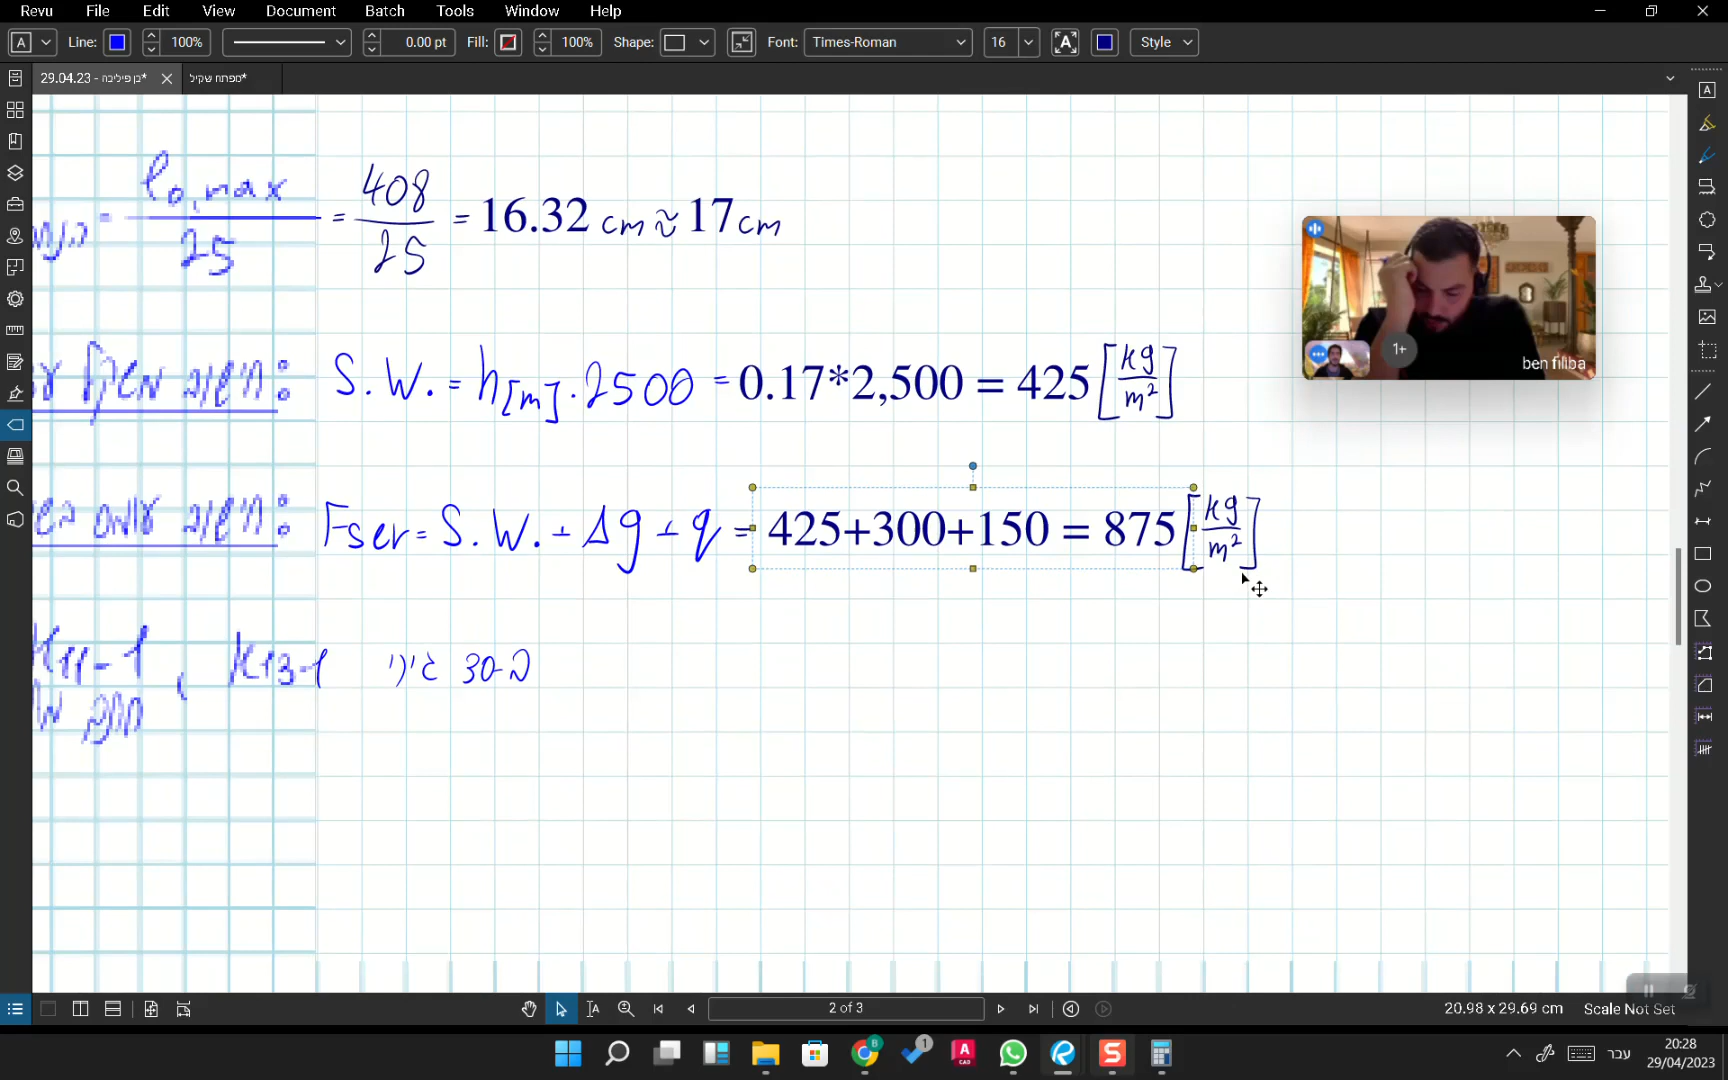 Revu File Edit View Document Batch Tools Window Help
A Line: 100% 0.00 pt Fill: 100% Shape: Font: Times-Roman 16 A Style
29.04.23 - בן פיליבה* מפתח שקיל*
l₀,max / 25 = 408 / 25 = 16.32 cm ≈ 17 cm
S.W. = h[m] · 2500 = 0.17*2,500 = 425 [kg/m²]
ben filiba
1+
Fser = S.W. + Δg + q = 425+300+150 = 875 [kg/m²]
K11-1 , K13-1
ב-30
2 of 3
20.98 x 29.69 cm Scale Not Set
עבר 20:28
29/04/2023